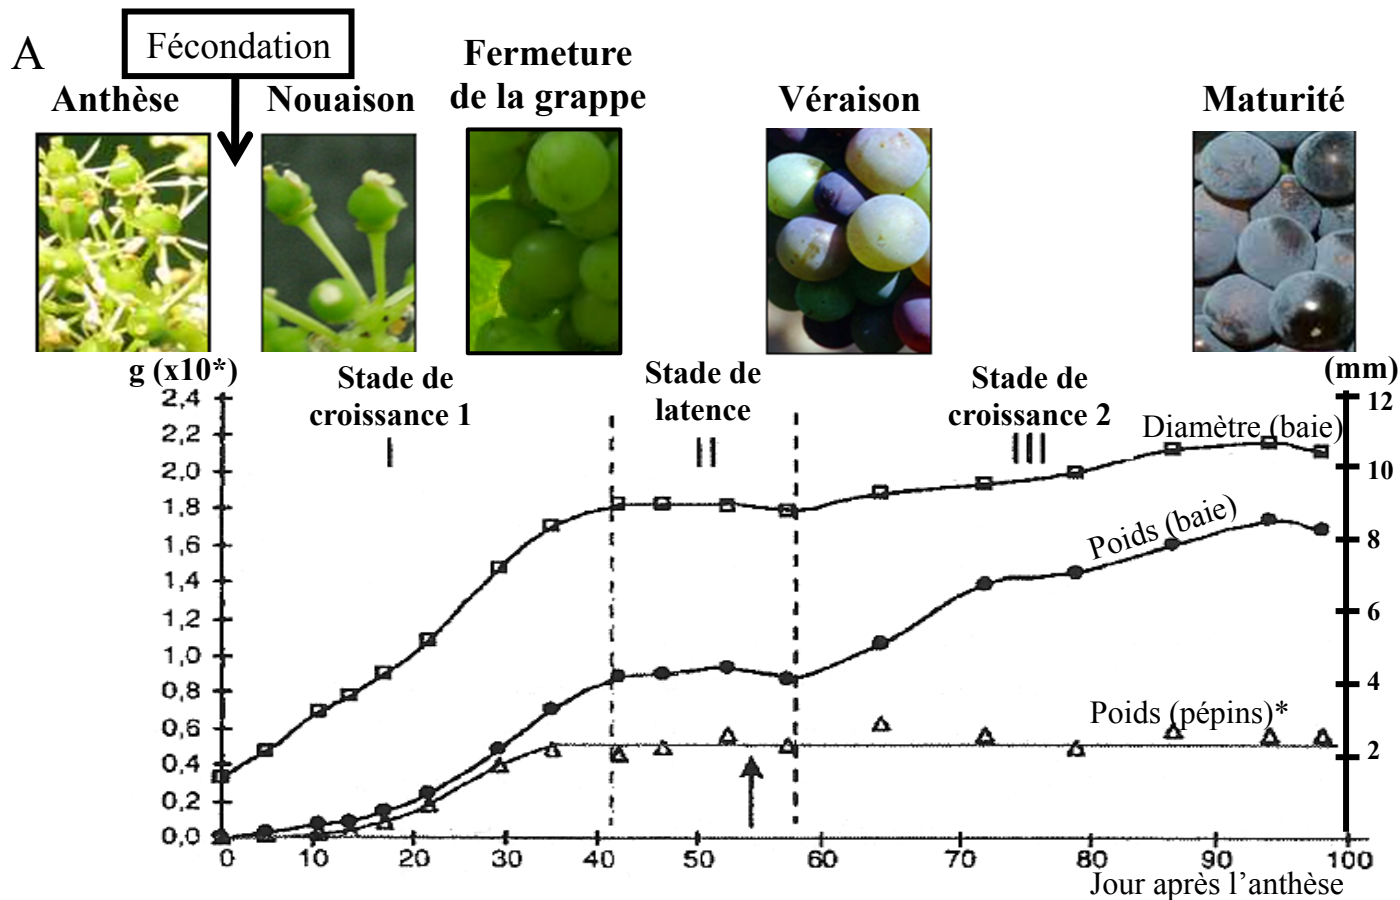 A
Fécondation
Anthèse
Nouaison
Fermeture
de la grappe
Véraison
Maturité
g (x10*)
(mm)
Stade de
croissance 1
I
Stade de
latence
II
Stade de
croissance 2
III
2,4
2,2
2,0
1,8
1,6
1,4
1,2
1,0
0,8
0,6
0,4
0,2
0,0
12
10
8
6
4
2
Diamètre (baie)
Poids (baie)
Poids (pépins)*
0 10 20 30 40 50 60 70 80 90 100
Jour après l'anthèse